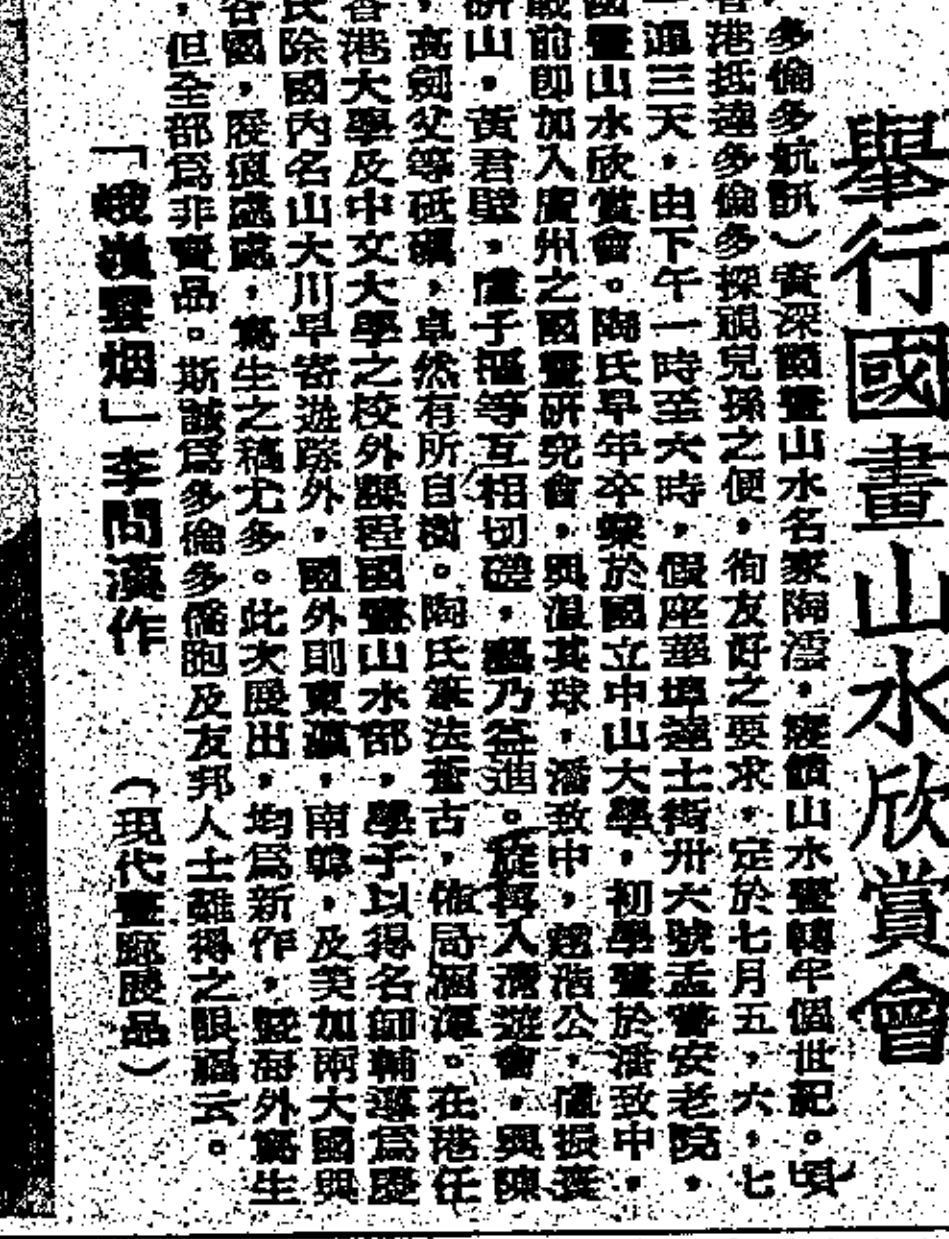 舉行國畫山水欣賞會
多倫多航訊）資深國畫山水名家陶 山水畫 半個世紀。頃
香港抵達多倫多探視兒孫之便，徇友好之要求，定於七月五，六，七
一連三天，由下午一時至六時，假座華埠達士街卅六號孟嘗安老院，
國畫山水欣賞會。陶氏早年卒業於國立中山大學，初學畫於潘致中，
戰前即加入廣州之國畫研究會，與溫其球，潘致中，趙浩公，盧振寰
研山，黃君璧，盧子樞等互相切磋， 乃益進。旋再入清遊會，與陳
，高劍父等砥礪，卓然有所自樹。陶氏筆法 古，佈局 。在港任
香港大學及中文大學之校外課程國畫山水部，學子以得名師輔導為慶
氏除國內名山大川早寄遊踪外，國外則東瀛，南韓，及美加兩大國與
各國，屐痕處處，寫生之稿尤多。此次展出，均為新作，暨海外寫生
，但全部為非賣品。斯誠為多倫多僑胞及友邦人士難得之眼福云。
「峨嶺雲烟」李問漢作 （現代畫廊展品）